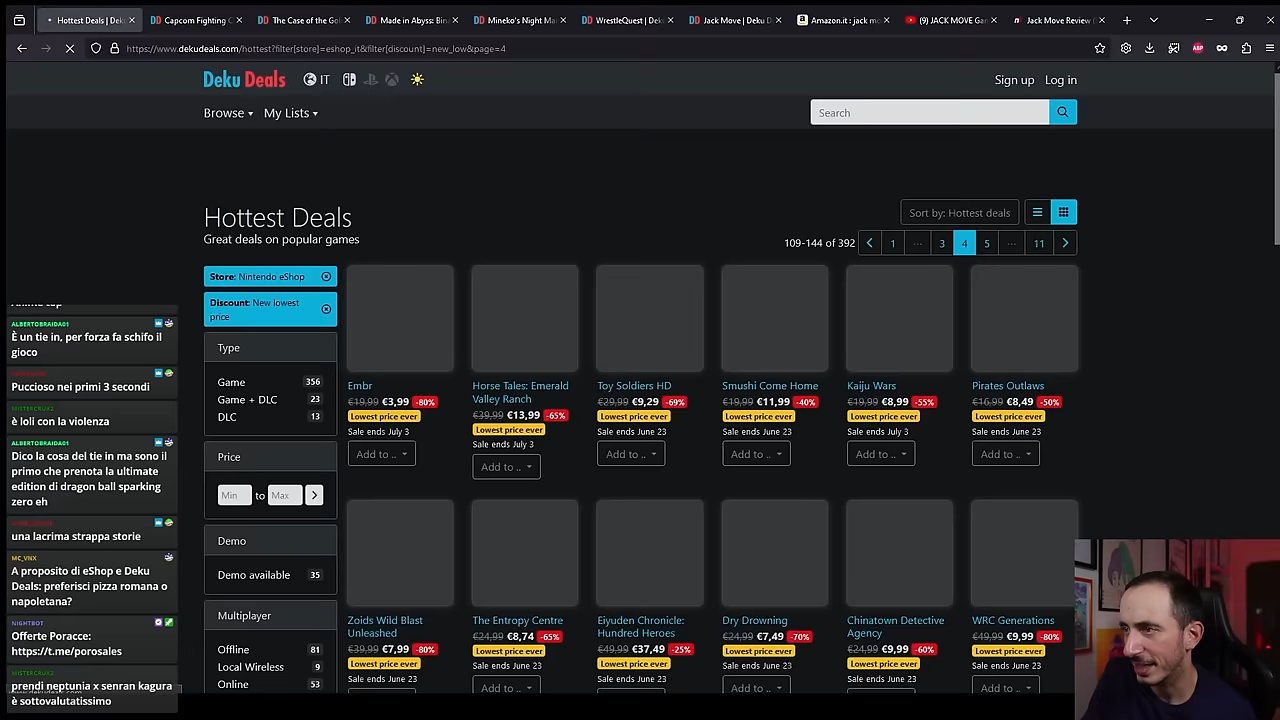 Hottest Deals | Deku
Capcom Fighting C
The Case of the Gol
Made in Abyss: Bina
Mineko's Night Mar
WrestleQuest | Deku
Jack Move | Deku D
Amazon.it : jack mo
(9) JACK MOVE Gam
Jack Move Review (
https://www.dekudeals.com/hottest?filter[store]=eshop_it&filter[discount]=new_low&page=4
Deku Deals
IT
Sign up
Log in
Browse
My Lists
Search
Hottest Deals
Great deals on popular games
Sort by: Hottest deals
109-144 of 392
1
...
3
4
5
...
11
Store: Nintendo eShop
Discount: New lowest
price
Type
Game 356
Game + DLC 23
DLC 13
Price
Min to Max
Demo
Demo available 35
Multiplayer
Offline 81
Local Wireless 9
Online 53
Embr
€19,99 €3,99 -80%
Lowest price ever
Sale ends July 3
Add to ..
Horse Tales: Emerald
Valley Ranch
€39,99 €13,99 -65%
Lowest price ever
Sale ends July 3
Add to ..
Toy Soldiers HD
€29,99 €9,29 -69%
Lowest price ever
Sale ends June 23
Add to ..
Smushi Come Home
€19,99 €11,99 -40%
Lowest price ever
Sale ends June 23
Add to ..
Kaiju Wars
€19,99 €8,99 -55%
Lowest price ever
Sale ends July 3
Add to ..
Pirates Outlaws
€16,99 €8,49 -50%
Lowest price ever
Sale ends June 23
Add to ..
Zoids Wild Blast
Unleashed
€39,99 €7,99 -80%
Lowest price ever
Sale ends June 23
The Entropy Centre
€24,99 €8,74 -65%
Lowest price ever
Sale ends June 23
Add to ..
Eiyuden Chronicle:
Hundred Heroes
€49,99 €37,49 -25%
Lowest price ever
Sale ends June 23
Dry Drowning
€24,99 €7,49 -70%
Lowest price ever
Sale ends June 23
Add to ..
Chinatown Detective
Agency
€24,99 €9,99 -60%
Lowest price ever
Sale ends June 23
WRC Generations
€49,99 €9,99 -80%
Lowest price ever
Sale ends June 23
Add to ..
ALBERTOBRAIDA01
È un tie in, per forza fa schifo il
gioco
Puccioso nei primi 3 secondi
MISTERCRUX2
è loli con la violenza
ALBERTOBRAIDA01
Dico la cosa del tie in ma sono il
primo che prenota la ultimate
edition di dragon ball sparking
zero eh
una lacrima strappa storie
MC_VNX
A proposito di eShop e Deku
Deals: preferisci pizza romana o
napoletana?
NIGHTBOT
Offerte Poracce:
https://t.me/porosales
MISTERCRUX2
prendi neptunia x senran kagura
è sottovalutatissimo